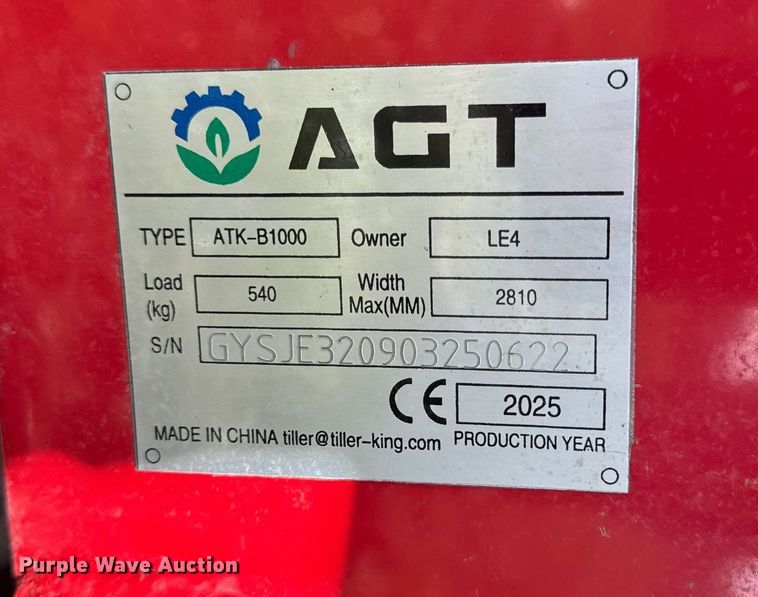 AGT
TYPE ATK-B1000 Owner LE4
Load (kg) 540 Width Max(MM) 2810
S/N GYSJE320903250622
CE 2025
MADE IN CHINA tiller@tiller-king.com PRODUCTION YEAR
Purple Wave Auction